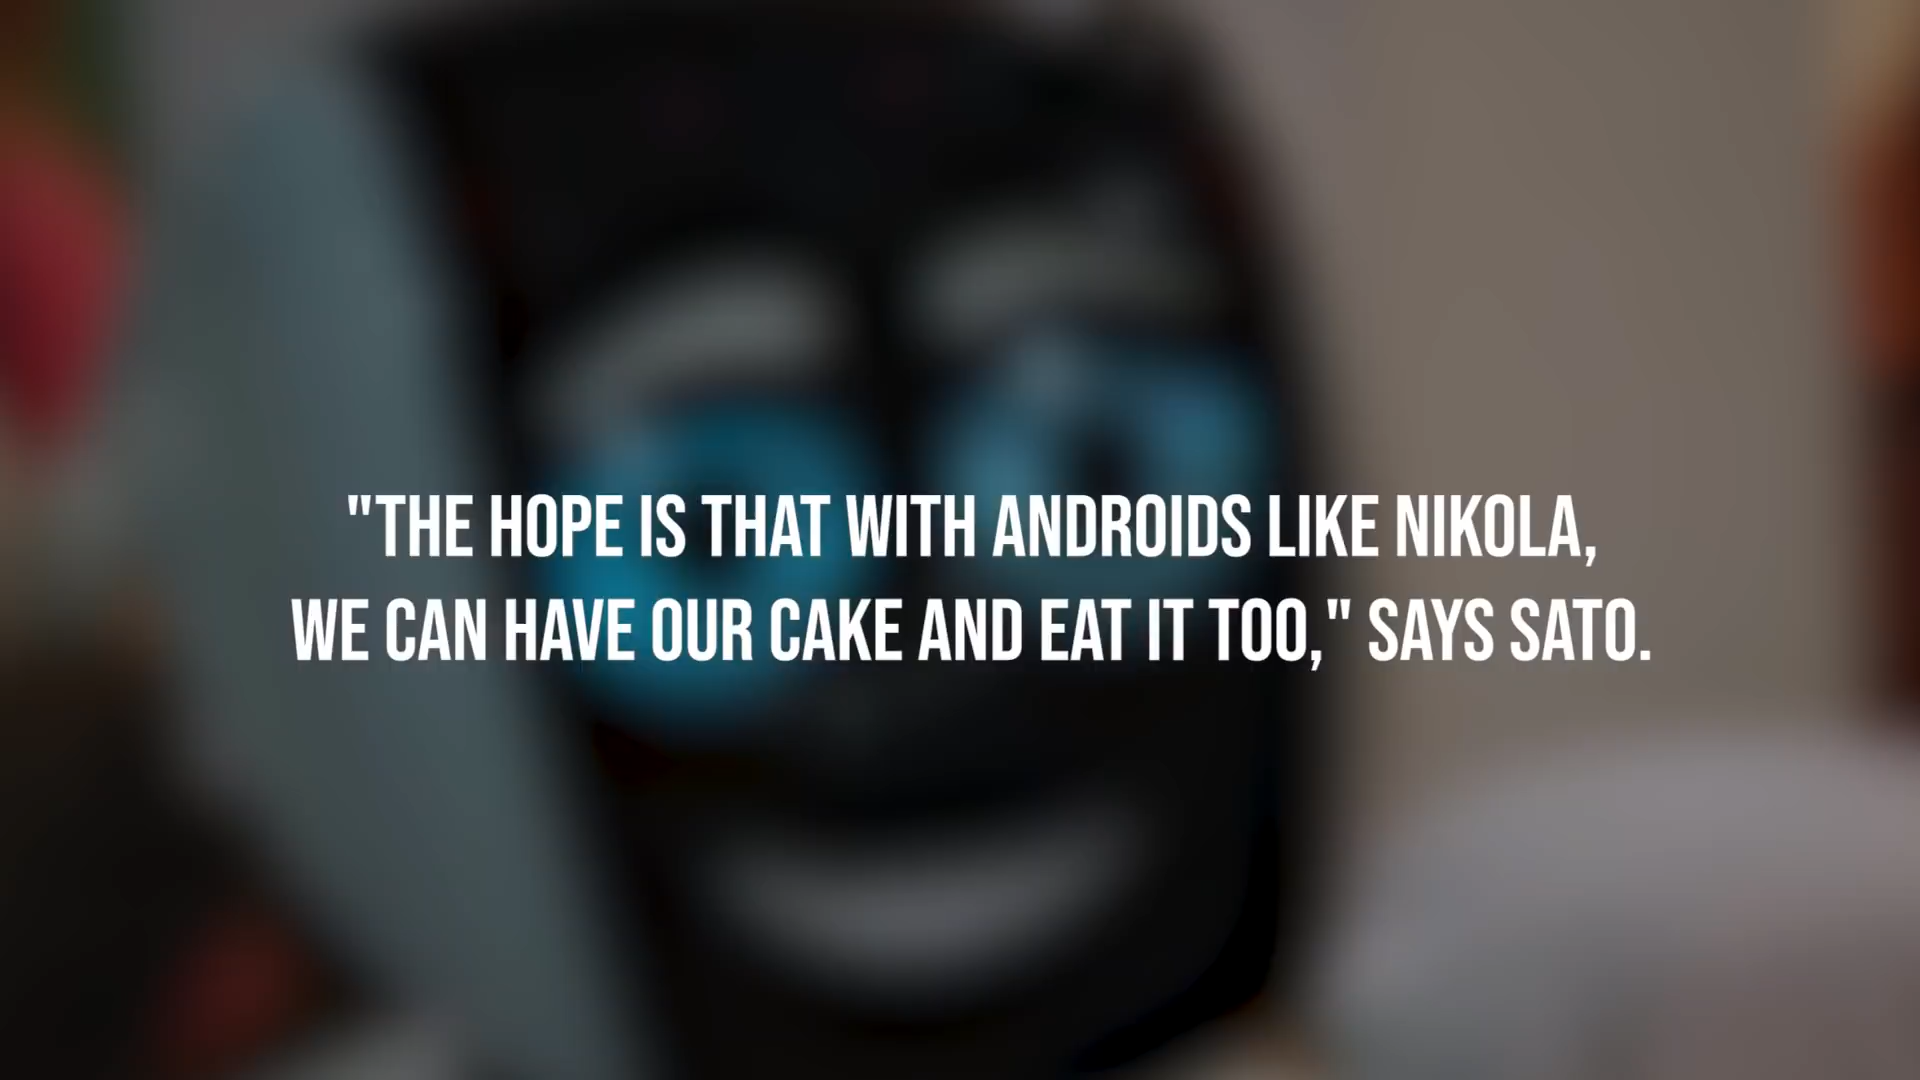 "THE HOPE IS THAT WITH ANDROIDS LIKE NIKOLA,
WE CAN HAVE OUR CAKE AND EAT IT TOO," SAYS SATO.